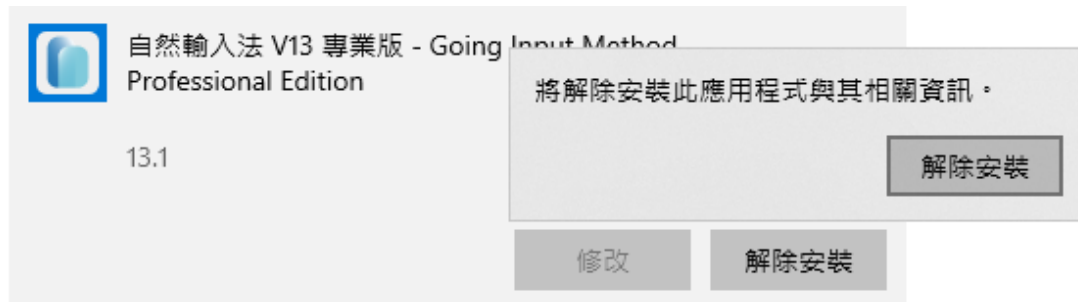 自然輸入法 V13 專業版 - Going Input Method
Professional Edition
將解除安裝此應用程式與其相關資訊。
解除安裝
13.1
修改
解除安裝